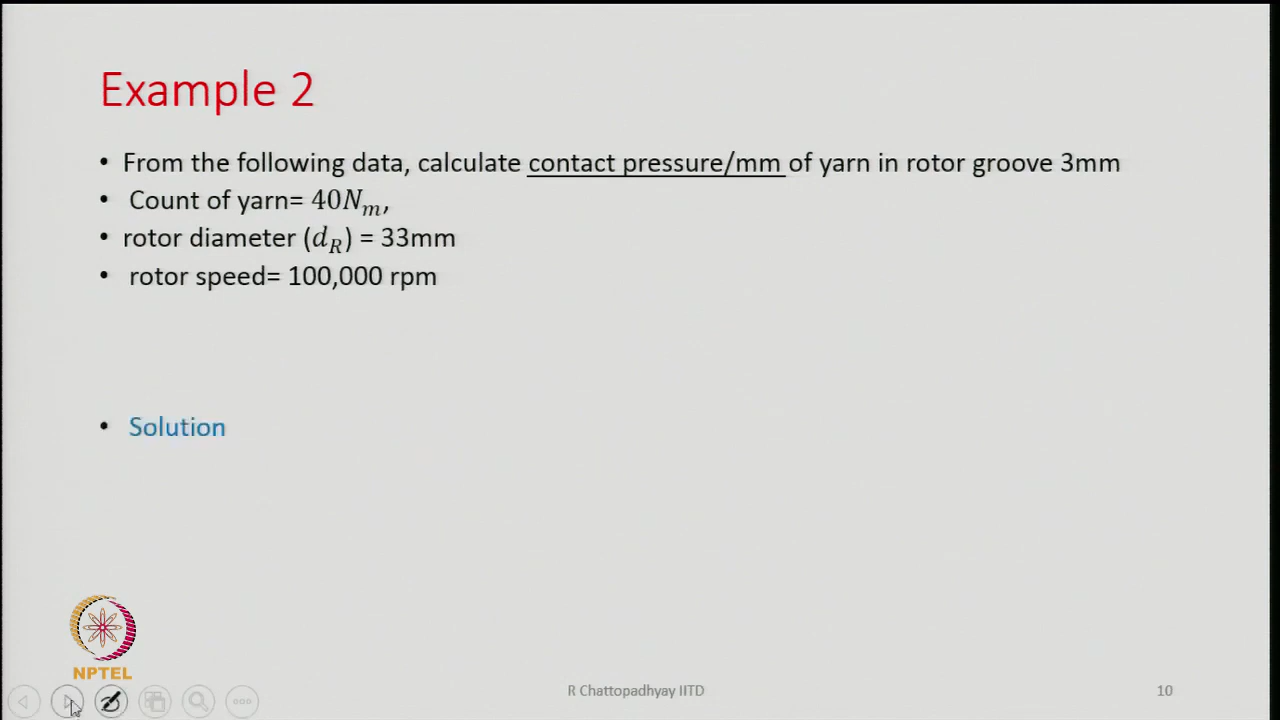 Example 2
• From the following data, calculate contact pressure/mm of yarn in rotor groove 3mm
• Count of yarn= 40Nₘ,
• rotor diameter (d_R) = 33mm
• rotor speed= 100,000 rpm
• Solution
NPTEL
R Chattopadhyay IITD
10